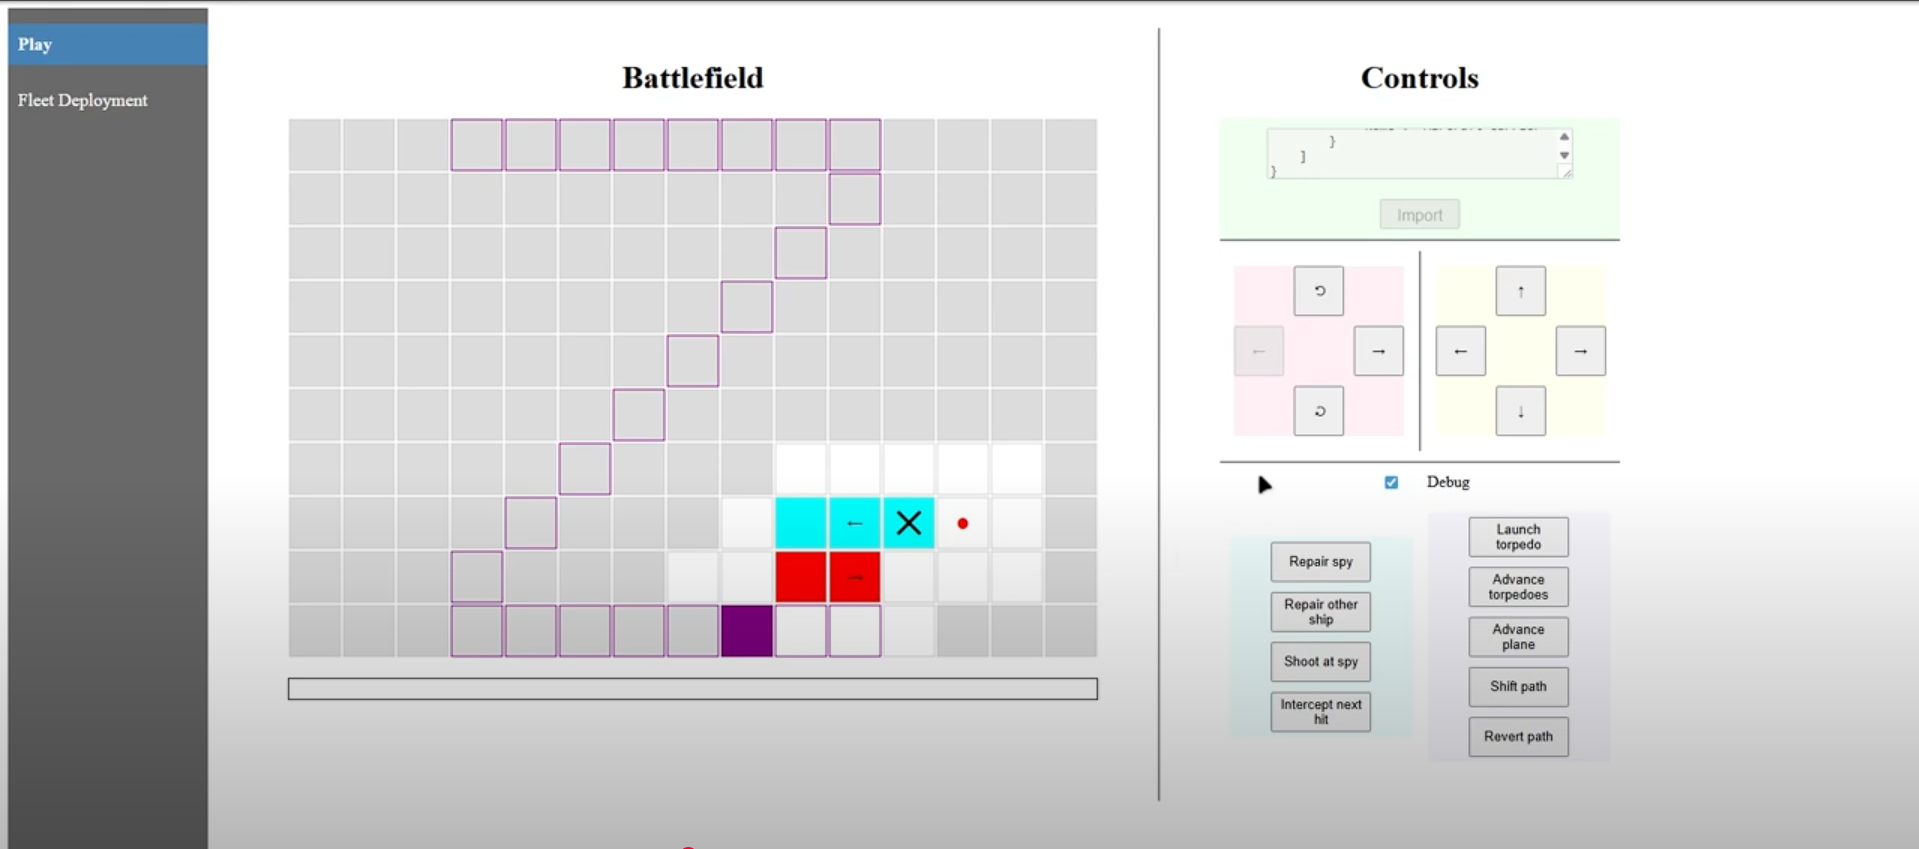 Play
Fleet Deployment
Battlefield
Controls
}
]
}
Import
↑
←
→
←
→
↓
Debug
←
→
Repair spy
Repair other
ship
Shoot at spy
Intercept next
hit
Launch
torpedo
Advance
torpedoes
Advance
plane
Shift path
Revert path